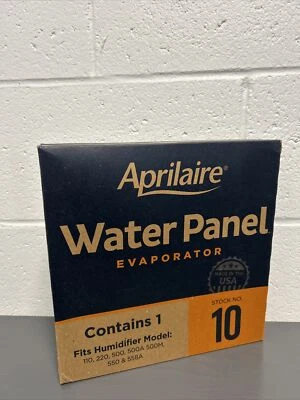 Aprilaire®
Water Panel
EVAPORATOR
MADE IN THE
USA
STOCK NO.
10
Contains 1
Fits Humidifier Model:
110, 220, 500, 500A 500M,
550 & 558A